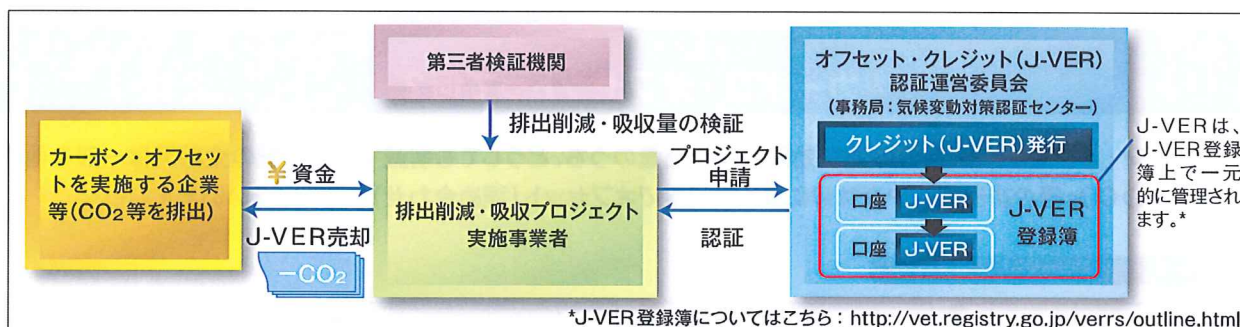 第三者検証機関
排出削減・吸収量の検証
カーボン・オフセッ
トを実施する企業
等(CO₂等を排出)
¥資金
J-VER売却
－CO₂
排出削減・吸収プロジェクト
実施事業者
プロジェクト
申請
認証
オフセット・クレジット(J-VER)
認証運営委員会
(事務局:気候変動対策認証センター)
クレジット(J-VER)発行
口座 J-VER
口座 J-VER
J-VER
登録簿
J-VERは、
J-VER登録
簿上で一元
的に管理され
ます。*
*J-VER登録簿についてはこちら:http://vet.registry.go.jp/verrs/outline.html